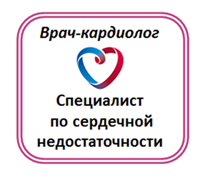 Врач-кардиолог
Специалист
по сердечной
недостаточности